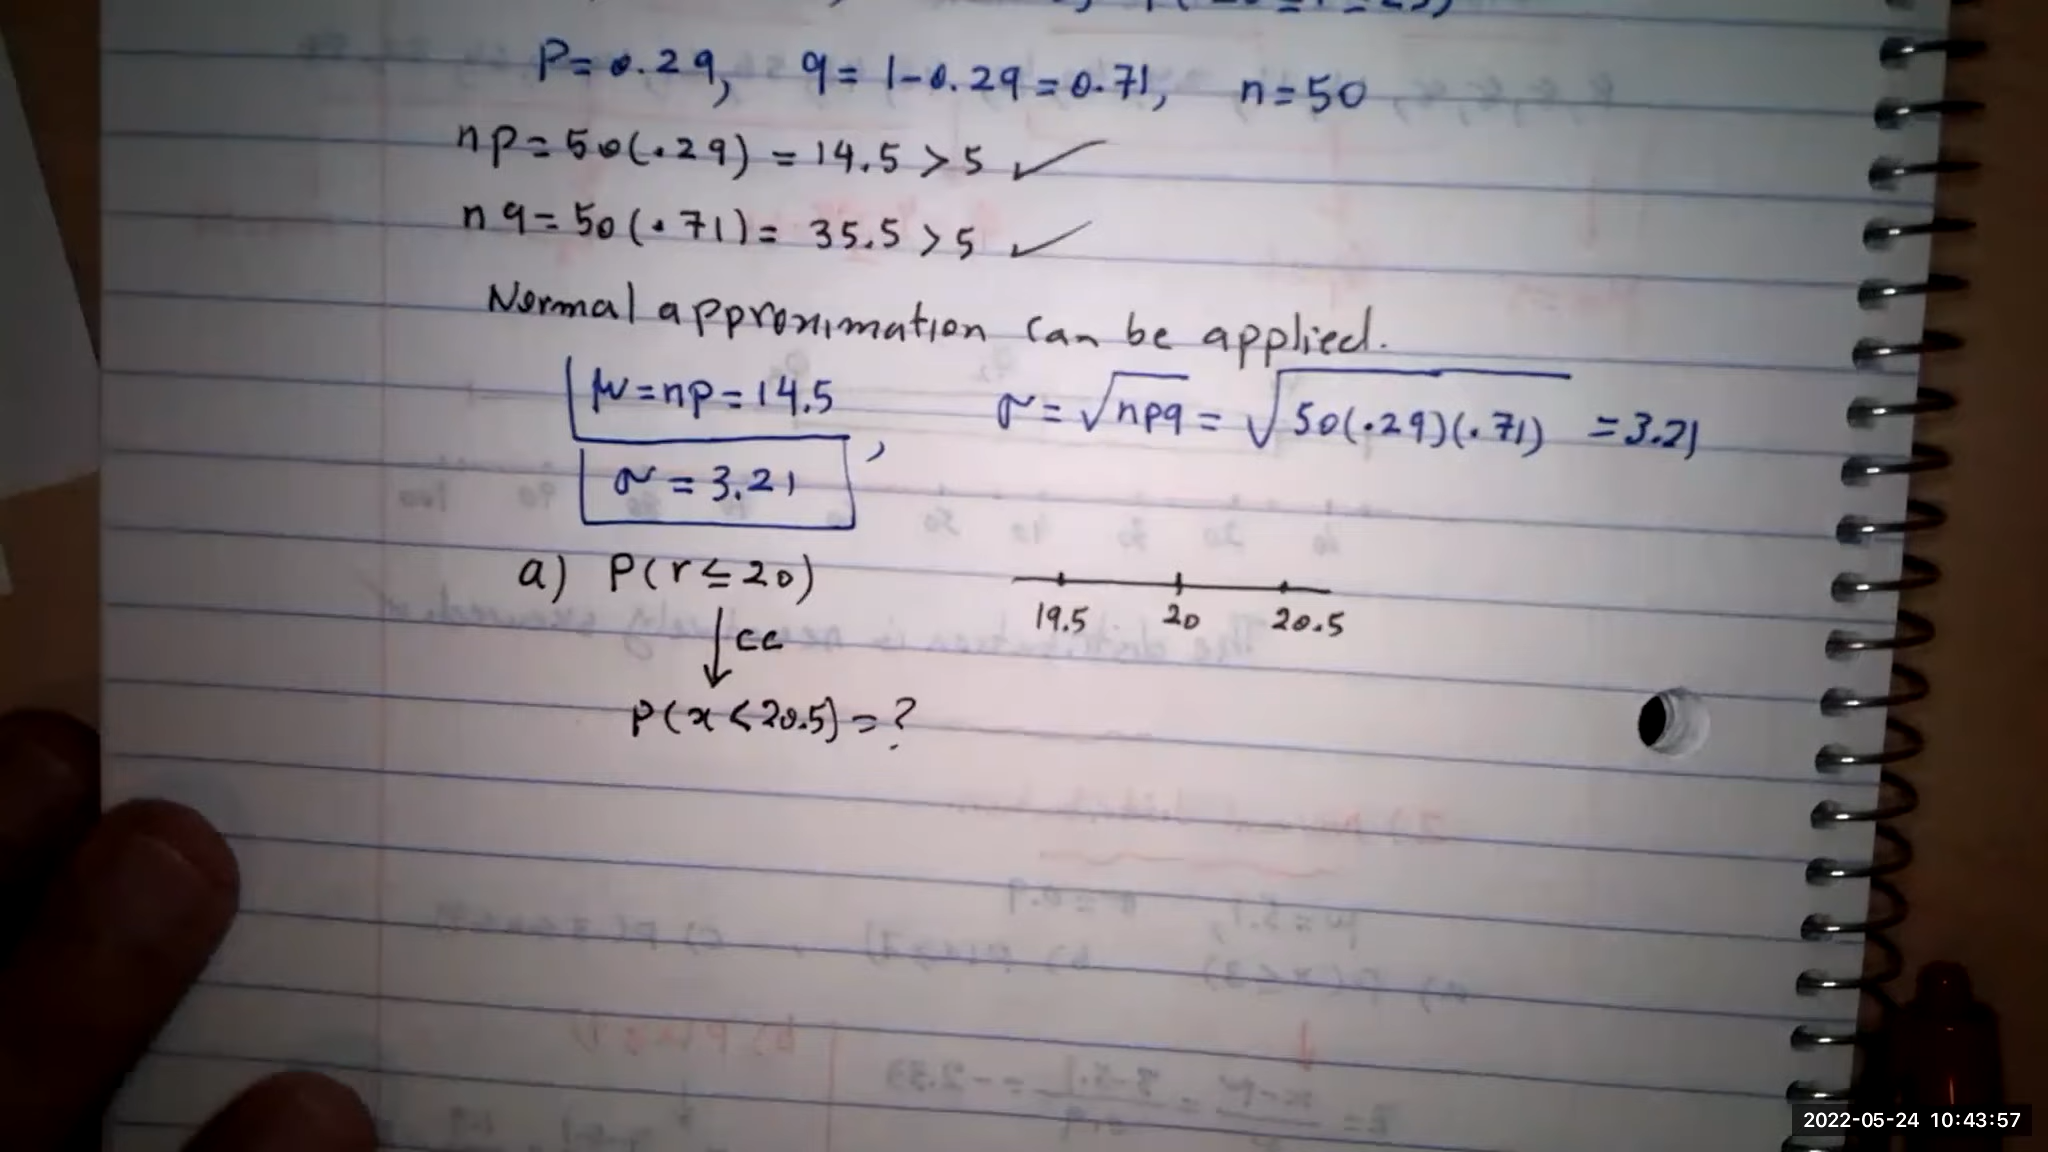 P = 0.29, q = 1-0.29 = 0.71, n = 50
np = 50(.29) = 14.5 > 5 ✓
nq = 50(.71) = 35.5 > 5 ✓
Normal approximation can be applied.
μ = np = 14.5, σ = √npq = √50(.29)(.71) = 3.21
σ = 3.21
a) P(r ≤ 20)
19.5 20 20.5
↓ CC
P(x < 20.5) = ?
2022-05-24 10:43:57